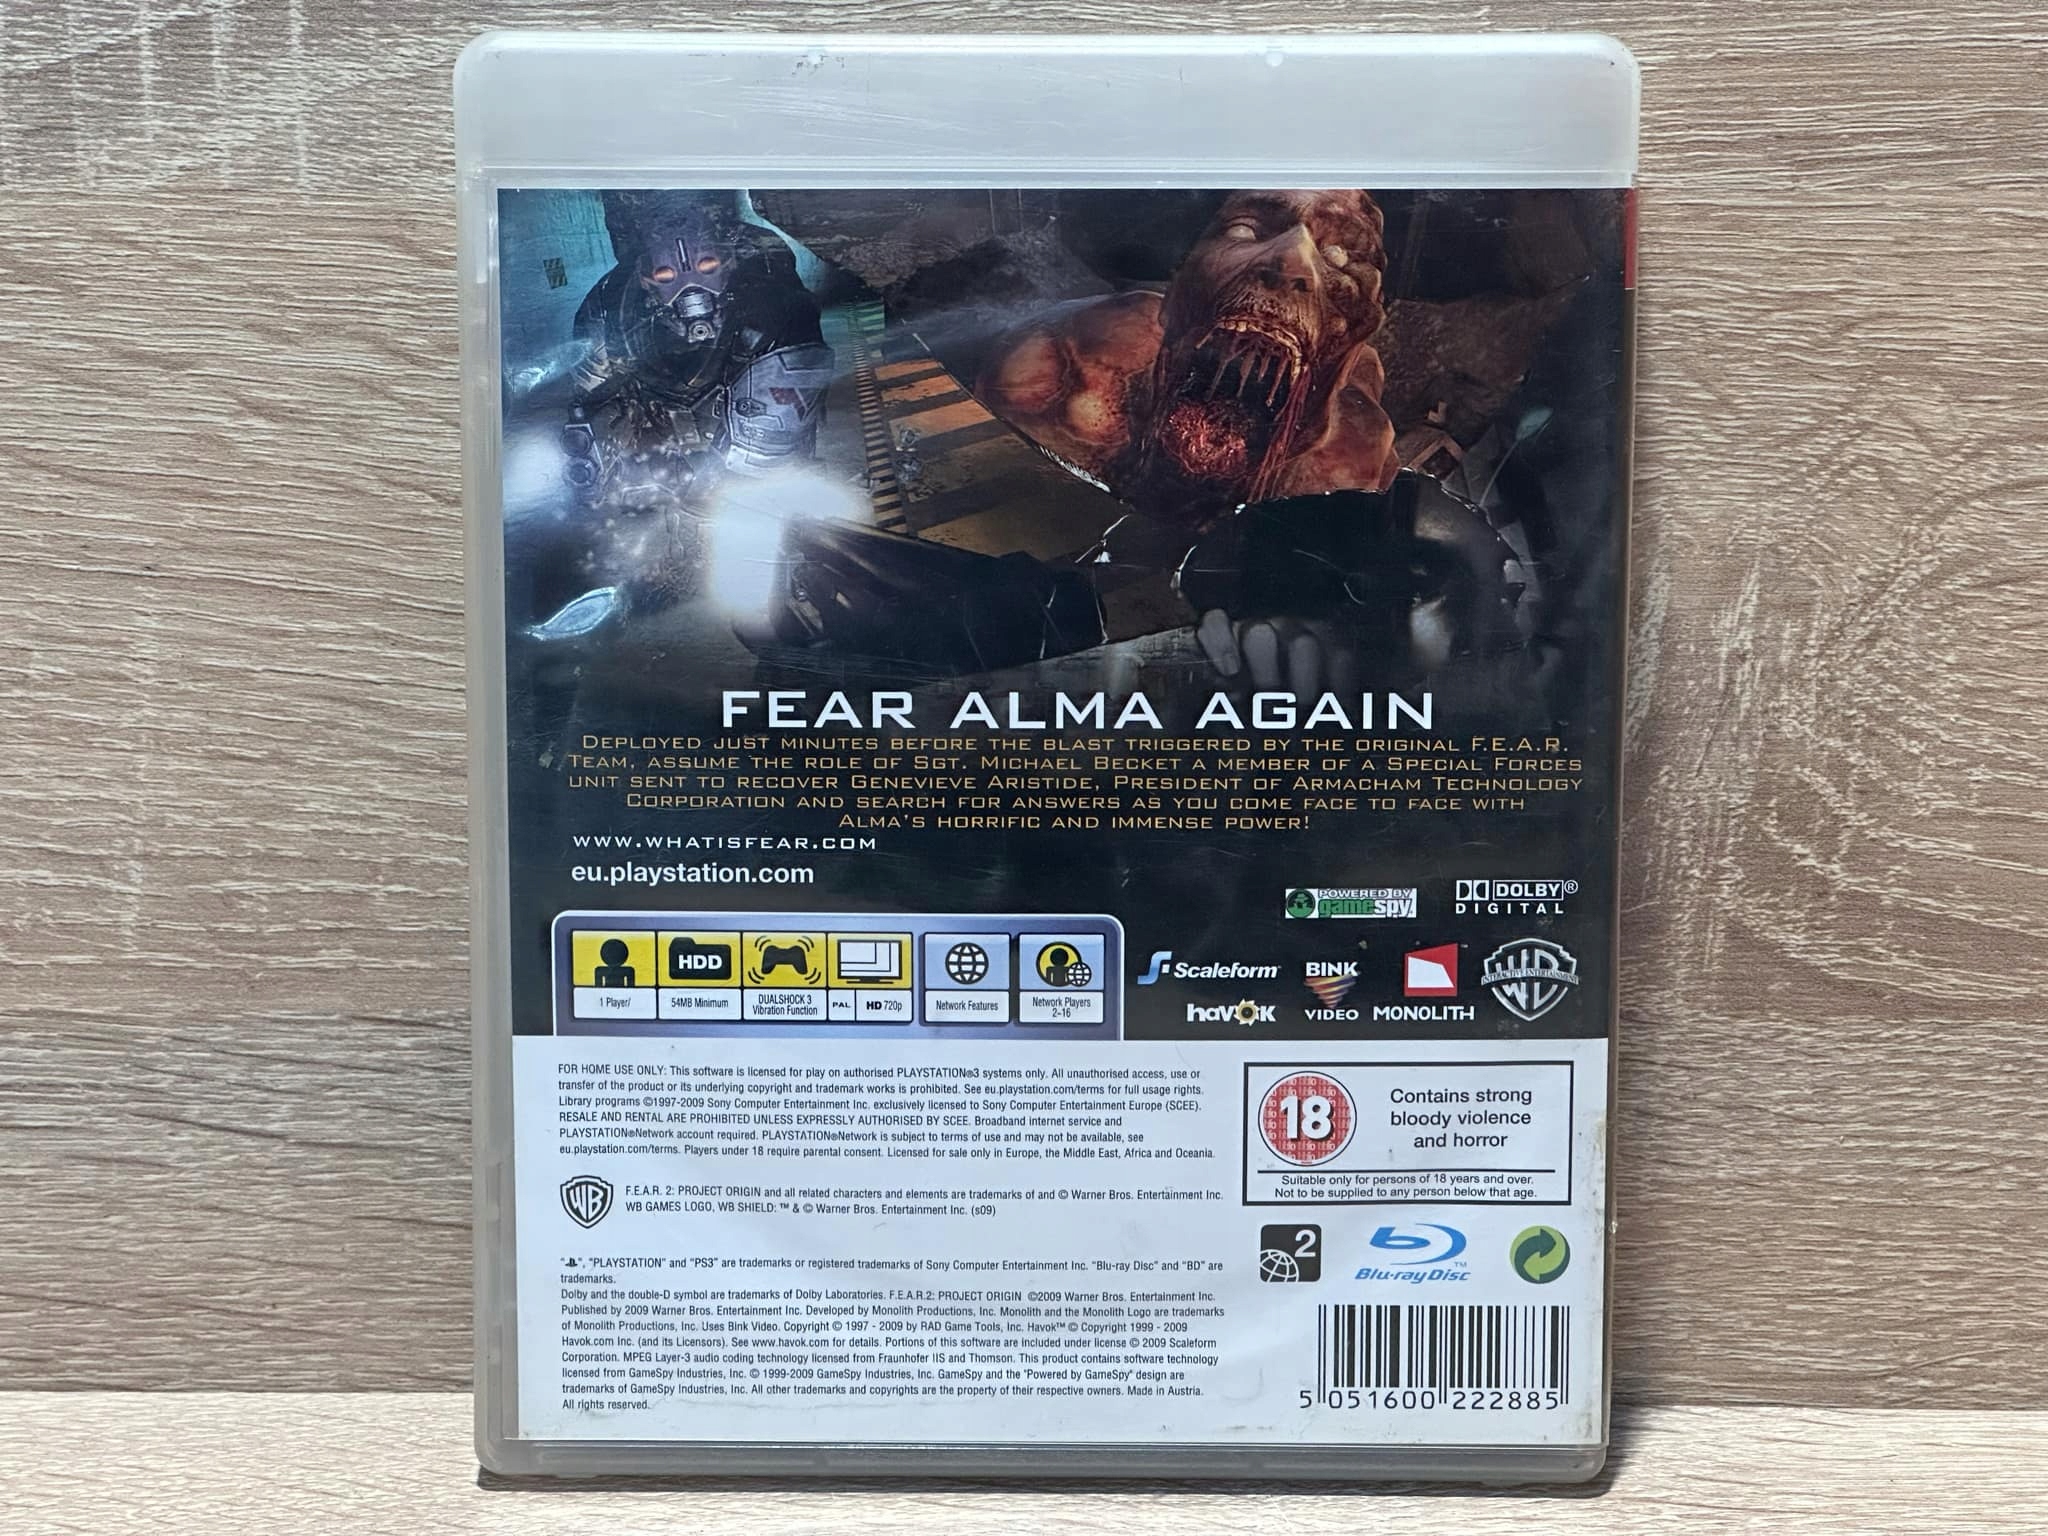 FEAR ALMA AGAIN
DEPLOYED JUST MINUTES BEFORE THE BLAST TRIGGERED BY THE ORIGINAL F.E.A.R.
TEAM, ASSUME THE ROLE OF SGT. MICHAEL BECKET A MEMBER OF A SPECIAL FORCES
UNIT SENT TO RECOVER GENEVIEVE ARISTIDE, PRESIDENT OF ARMACHAM TECHNOLOGY
CORPORATION AND SEARCH FOR ANSWERS AS YOU COME FACE TO FACE WITH
ALMA'S HORRIFIC AND IMMENSE POWER!
WWW.WHATISFEAR.COM
eu.playstation.com
POWERED BY
gamespy
DOLBY®
DIGITAL
HDD
1 Player/
54MB Minimum
DUALSHOCK 3
Vibration Function
PAL
HD 720p
Network Features
Network Players
2-16
Scaleform
BINK
VIDEO
havok
MONOLITH
WB
INTERACTIVE ENTERTAINMENT
FOR HOME USE ONLY: This software is licensed for play on authorised PLAYSTATION®3 systems only. All unauthorised access, use or
transfer of the product or its underlying copyright and trademark works is prohibited. See eu.playstation.com/terms for full usage rights.
Library programs ©1997-2009 Sony Computer Entertainment Inc. exclusively licensed to Sony Computer Entertainment Europe (SCEE).
RESALE AND RENTAL ARE PROHIBITED UNLESS EXPRESSLY AUTHORISED BY SCEE. Broadband internet service and
PLAYSTATION®Network account required. PLAYSTATION®Network is subject to terms of use and may not be available, see
eu.playstation.com/terms. Players under 18 require parental consent. Licensed for sale only in Europe, the Middle East, Africa and Oceania.
18
Contains strong
bloody violence
and horror
Suitable only for persons of 18 years and over.
Not to be supplied to any person below that age.
WB
F.E.A.R. 2: PROJECT ORIGIN and all related characters and elements are trademarks of and © Warner Bros. Entertainment Inc.
WB GAMES LOGO, WB SHIELD: ™ & © Warner Bros. Entertainment Inc. (s09)
2
Blu-ray Disc
TM
" ", "PLAYSTATION" and "PS3" are trademarks or registered trademarks of Sony Computer Entertainment Inc. "Blu-ray Disc" and "BD" are
trademarks.
Dolby and the double-D symbol are trademarks of Dolby Laboratories. F.E.A.R.2: PROJECT ORIGIN ©2009 Warner Bros. Entertainment Inc.
Published by 2009 Warner Bros. Entertainment Inc. Developed by Monolith Productions, Inc. Monolith and the Monolith Logo are trademarks
of Monolith Productions, Inc. Uses Bink Video. Copyright © 1997 - 2009 by RAD Game Tools, Inc. Havok™ © Copyright 1999 - 2009
Havok.com Inc. (and its Licensors). See www.havok.com for details. Portions of this software are included under license © 2009 Scaleform
Corporation. MPEG Layer-3 audio coding technology licensed from Fraunhofer IIS and Thomson. This product contains software technology
licensed from GameSpy Industries, Inc. © 1999-2009 GameSpy Industries, Inc. GameSpy and the "Powered by GameSpy" design are
trademarks of GameSpy Industries, Inc. All other trademarks and copyrights are the property of their respective owners. Made in Austria.
All rights reserved.
5 051600 222885